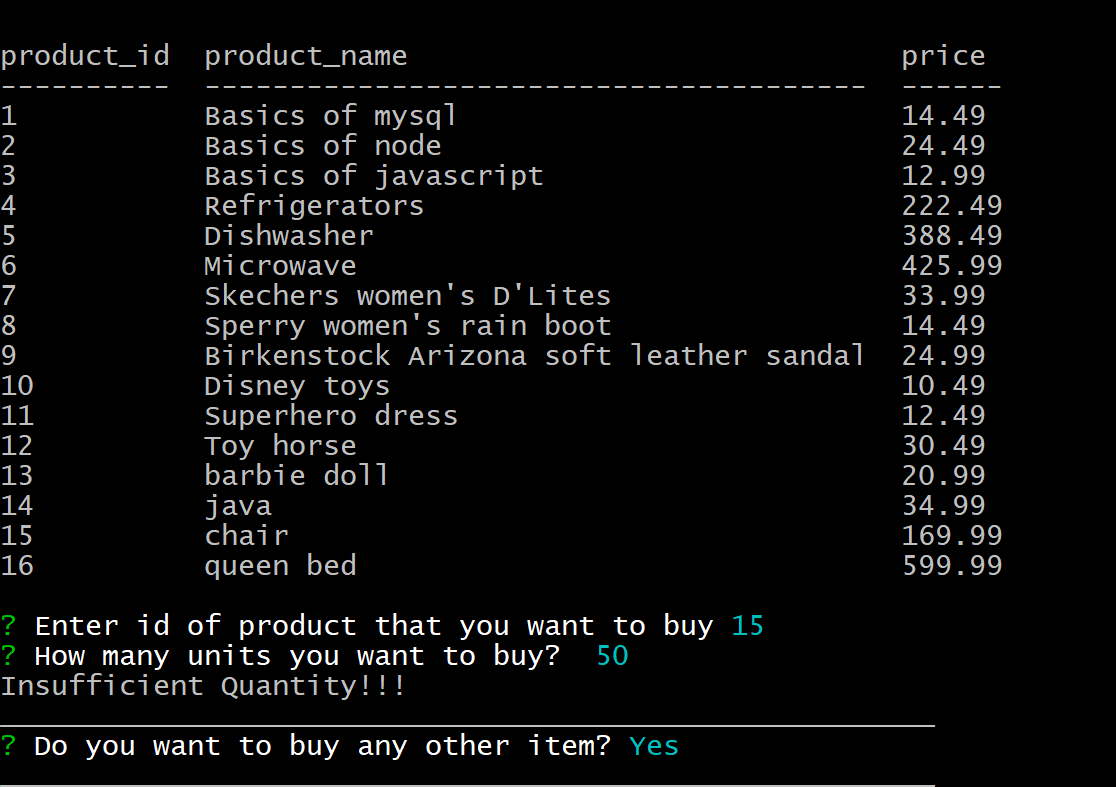 product_id  product_name                             price
----------  ---------------------------------------  ------
1           Basics of mysql                          14.49
2           Basics of node                           24.49
3           Basics of javascript                     12.99
4           Refrigerators                            222.49
5           Dishwasher                               388.49
6           Microwave                                425.99
7           Skechers women's D'Lites                 33.99
8           Sperry women's rain boot                 14.49
9           Birkenstock Arizona soft leather sandal  24.99
10          Disney toys                              10.49
11          Superhero dress                          12.49
12          Toy horse                                30.49
13          barbie doll                              20.99
14          java                                     34.99
15          chair                                    169.99
16          queen bed                                599.99
? Enter id of product that you want to buy 15
? How many units you want to buy?  50
Insufficient Quantity!!!
? Do you want to buy any other item? Yes